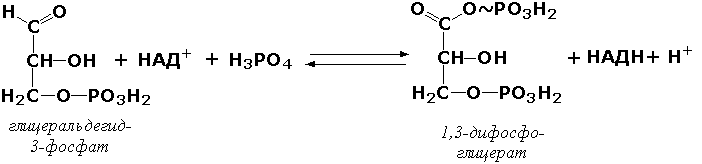 H O O O~PO3H2
C C
CH–OH + НАД+ + H3PO4 CH–OH + НАДН+ H+
H2C–O–PO3H2 H2C–O–PO3H2
глицеральдегид- 1,3-дифосфо-
3-фосфат глицерат